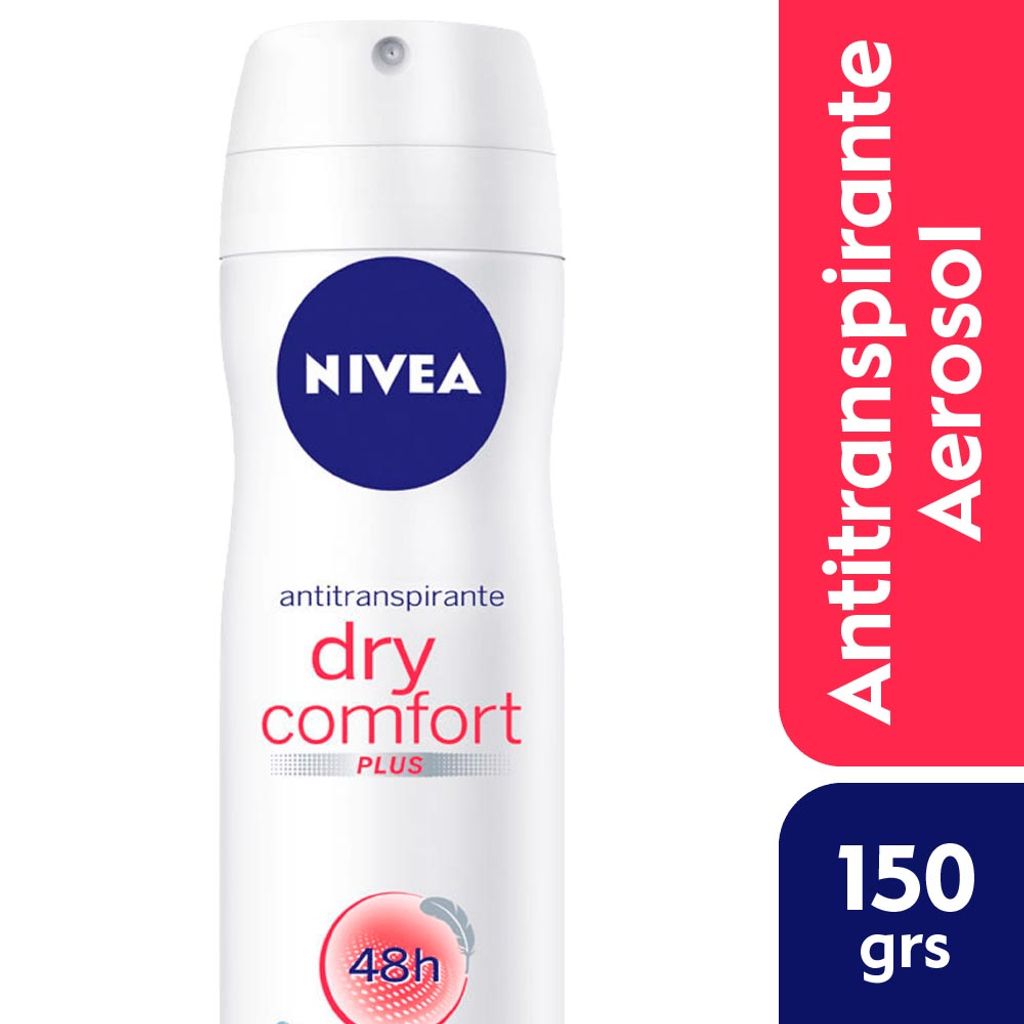 NIVEA
antitranspirante
dry
comfort
PLUS
48h
Antitranspirante
Aerosol
150
grs